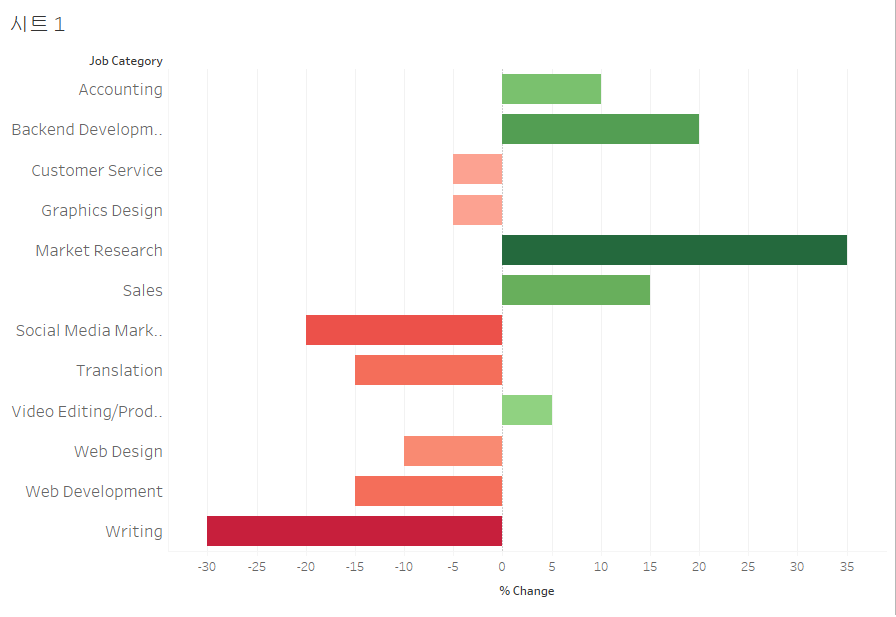 시트 1
Job Category
Accounting
Backend Developm..
Customer Service
Graphics Design
Market Research
Sales
Social Media Mark..
Translation
Video Editing/Prod..
Web Design
Web Development
Writing
-30 -25 -20 -15 -10 -5 0 5 10 15 20 25 30 35
% Change